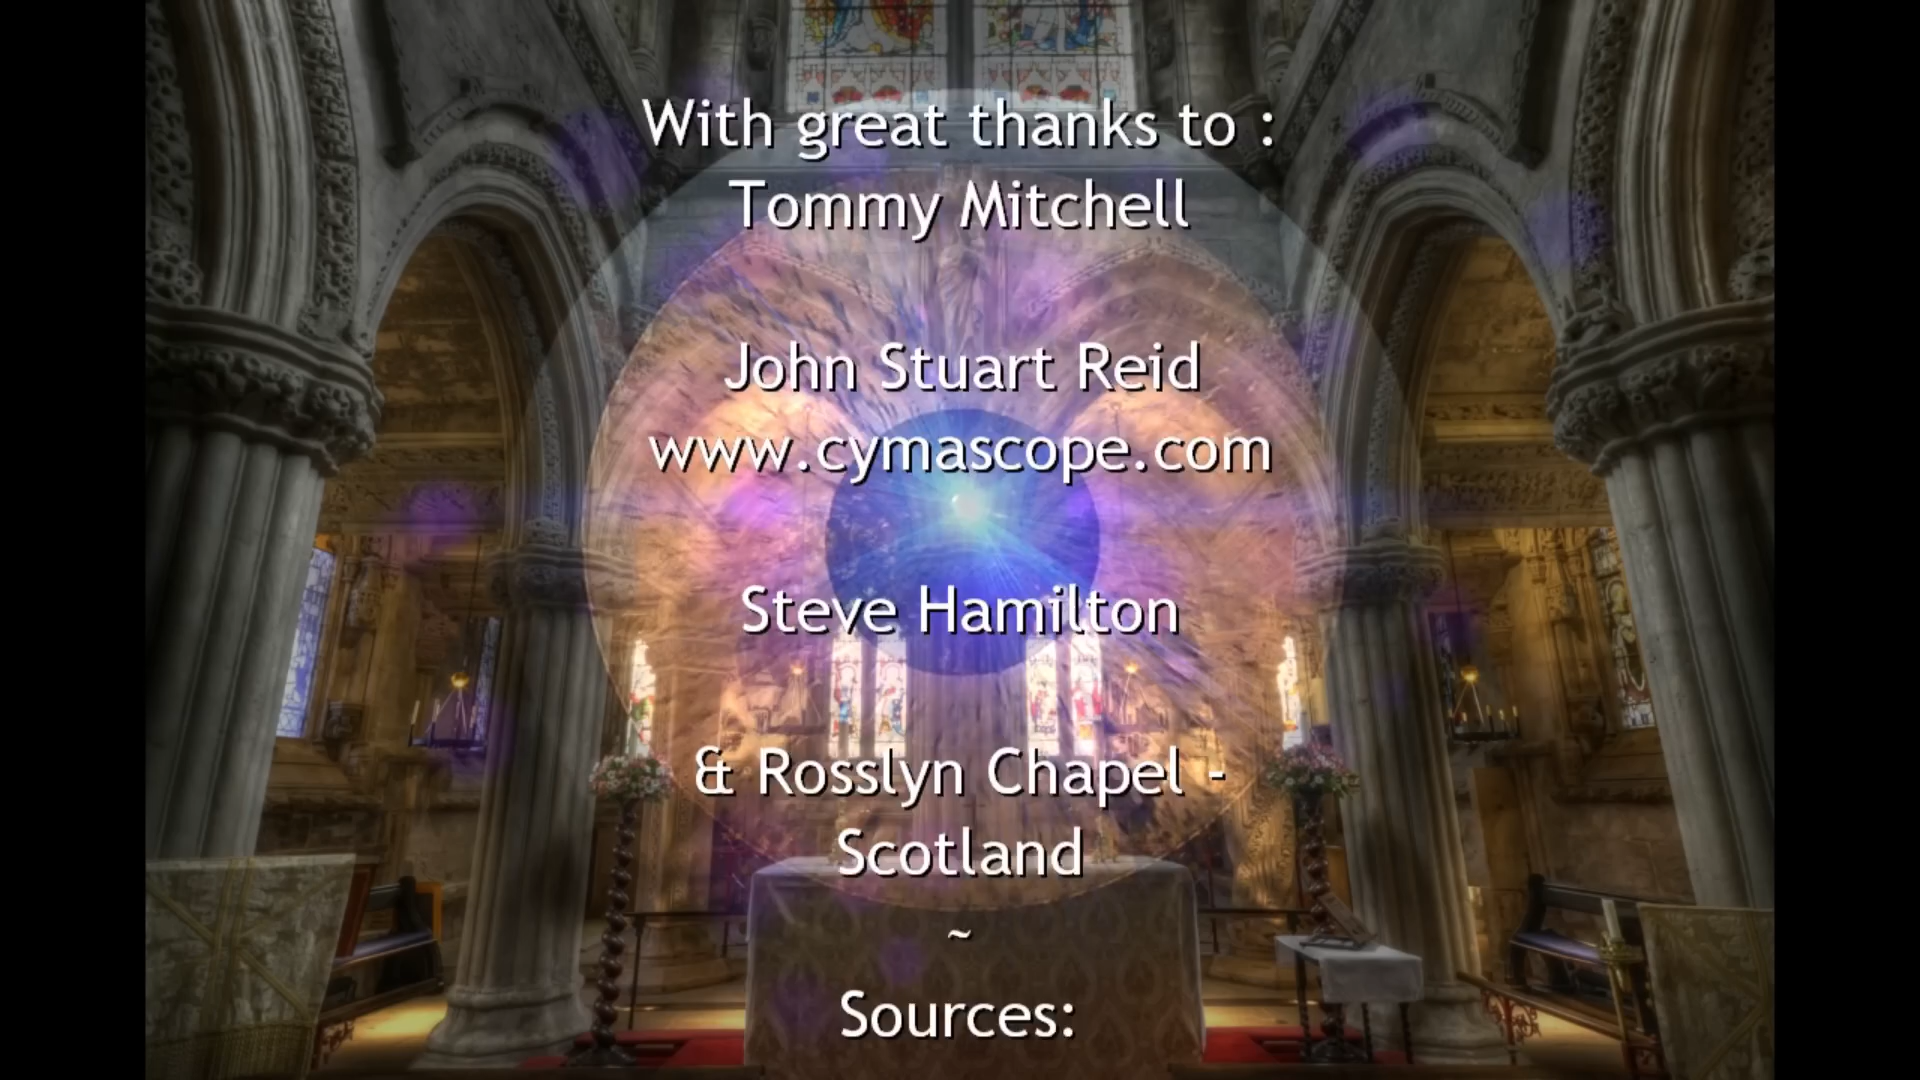 With great thanks to :
Tommy Mitchell
John Stuart Reid
www.cymascope.com
Steve Hamilton
& Rosslyn Chapel -
Scotland
~
Sources: